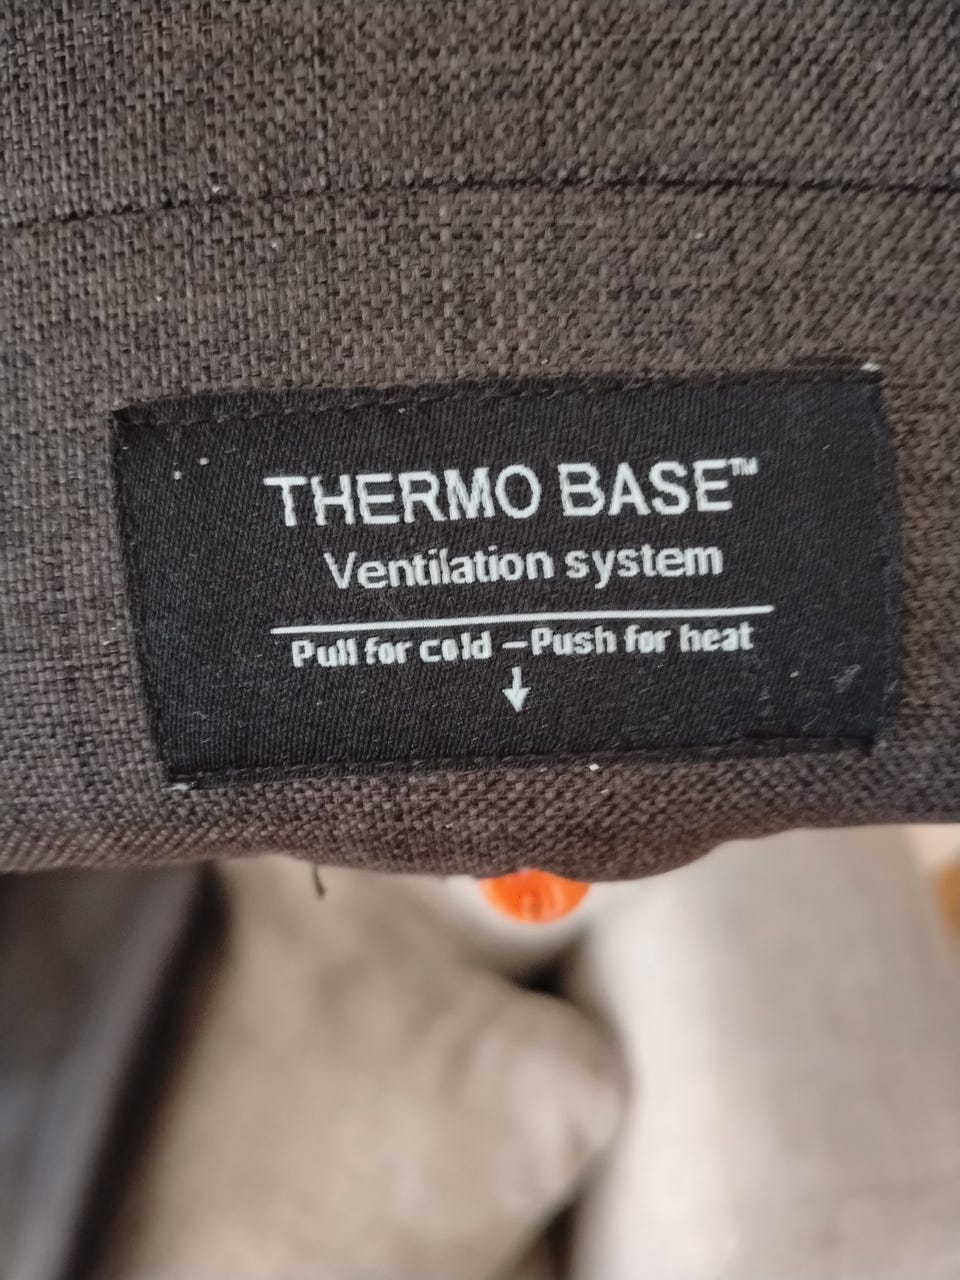 THERMO BASE™
Ventilation system
Pull for cold –Push for heat